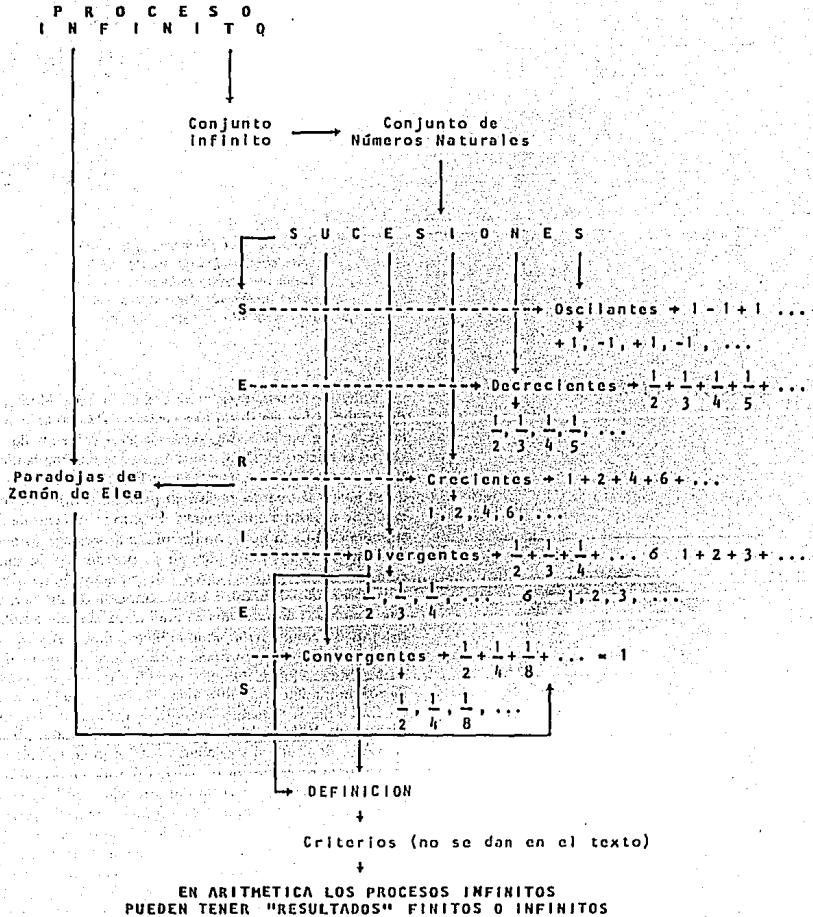 P R O C E S O
I N F I N I T O
Conjunto
infinito
Conjunto de
Números Naturales
S U C E S I O N E S
S
Oscilantes → 1 - 1 + 1 ...
+1, -1, +1, -1, ...
E
Decrecientes → 1/2 + 1/3 + 1/4 + 1/5 + ...
1/2, 1/3, 1/4, 1/5, ...
R
Paradojas de
Zenón de Elea
Crecientes → 1 + 2 + 4 + 6 + ...
1, 2, 4, 6, ...
I
Divergentes → 1/2 + 1/3 + 1/4 + ... ó 1 + 2 + 3 + ...
1/2, 1/3, 1/4, ... ó 1, 2, 3, ...
E
Convergentes → 1/2 + 1/4 + 1/8 + ... = 1
S
1/2, 1/4, 1/8, ...
DEFINICION
Criterios (no se dan en el texto)
EN ARITMETICA LOS PROCESOS INFINITOS
PUEDEN TENER "RESULTADOS" FINITOS O INFINITOS